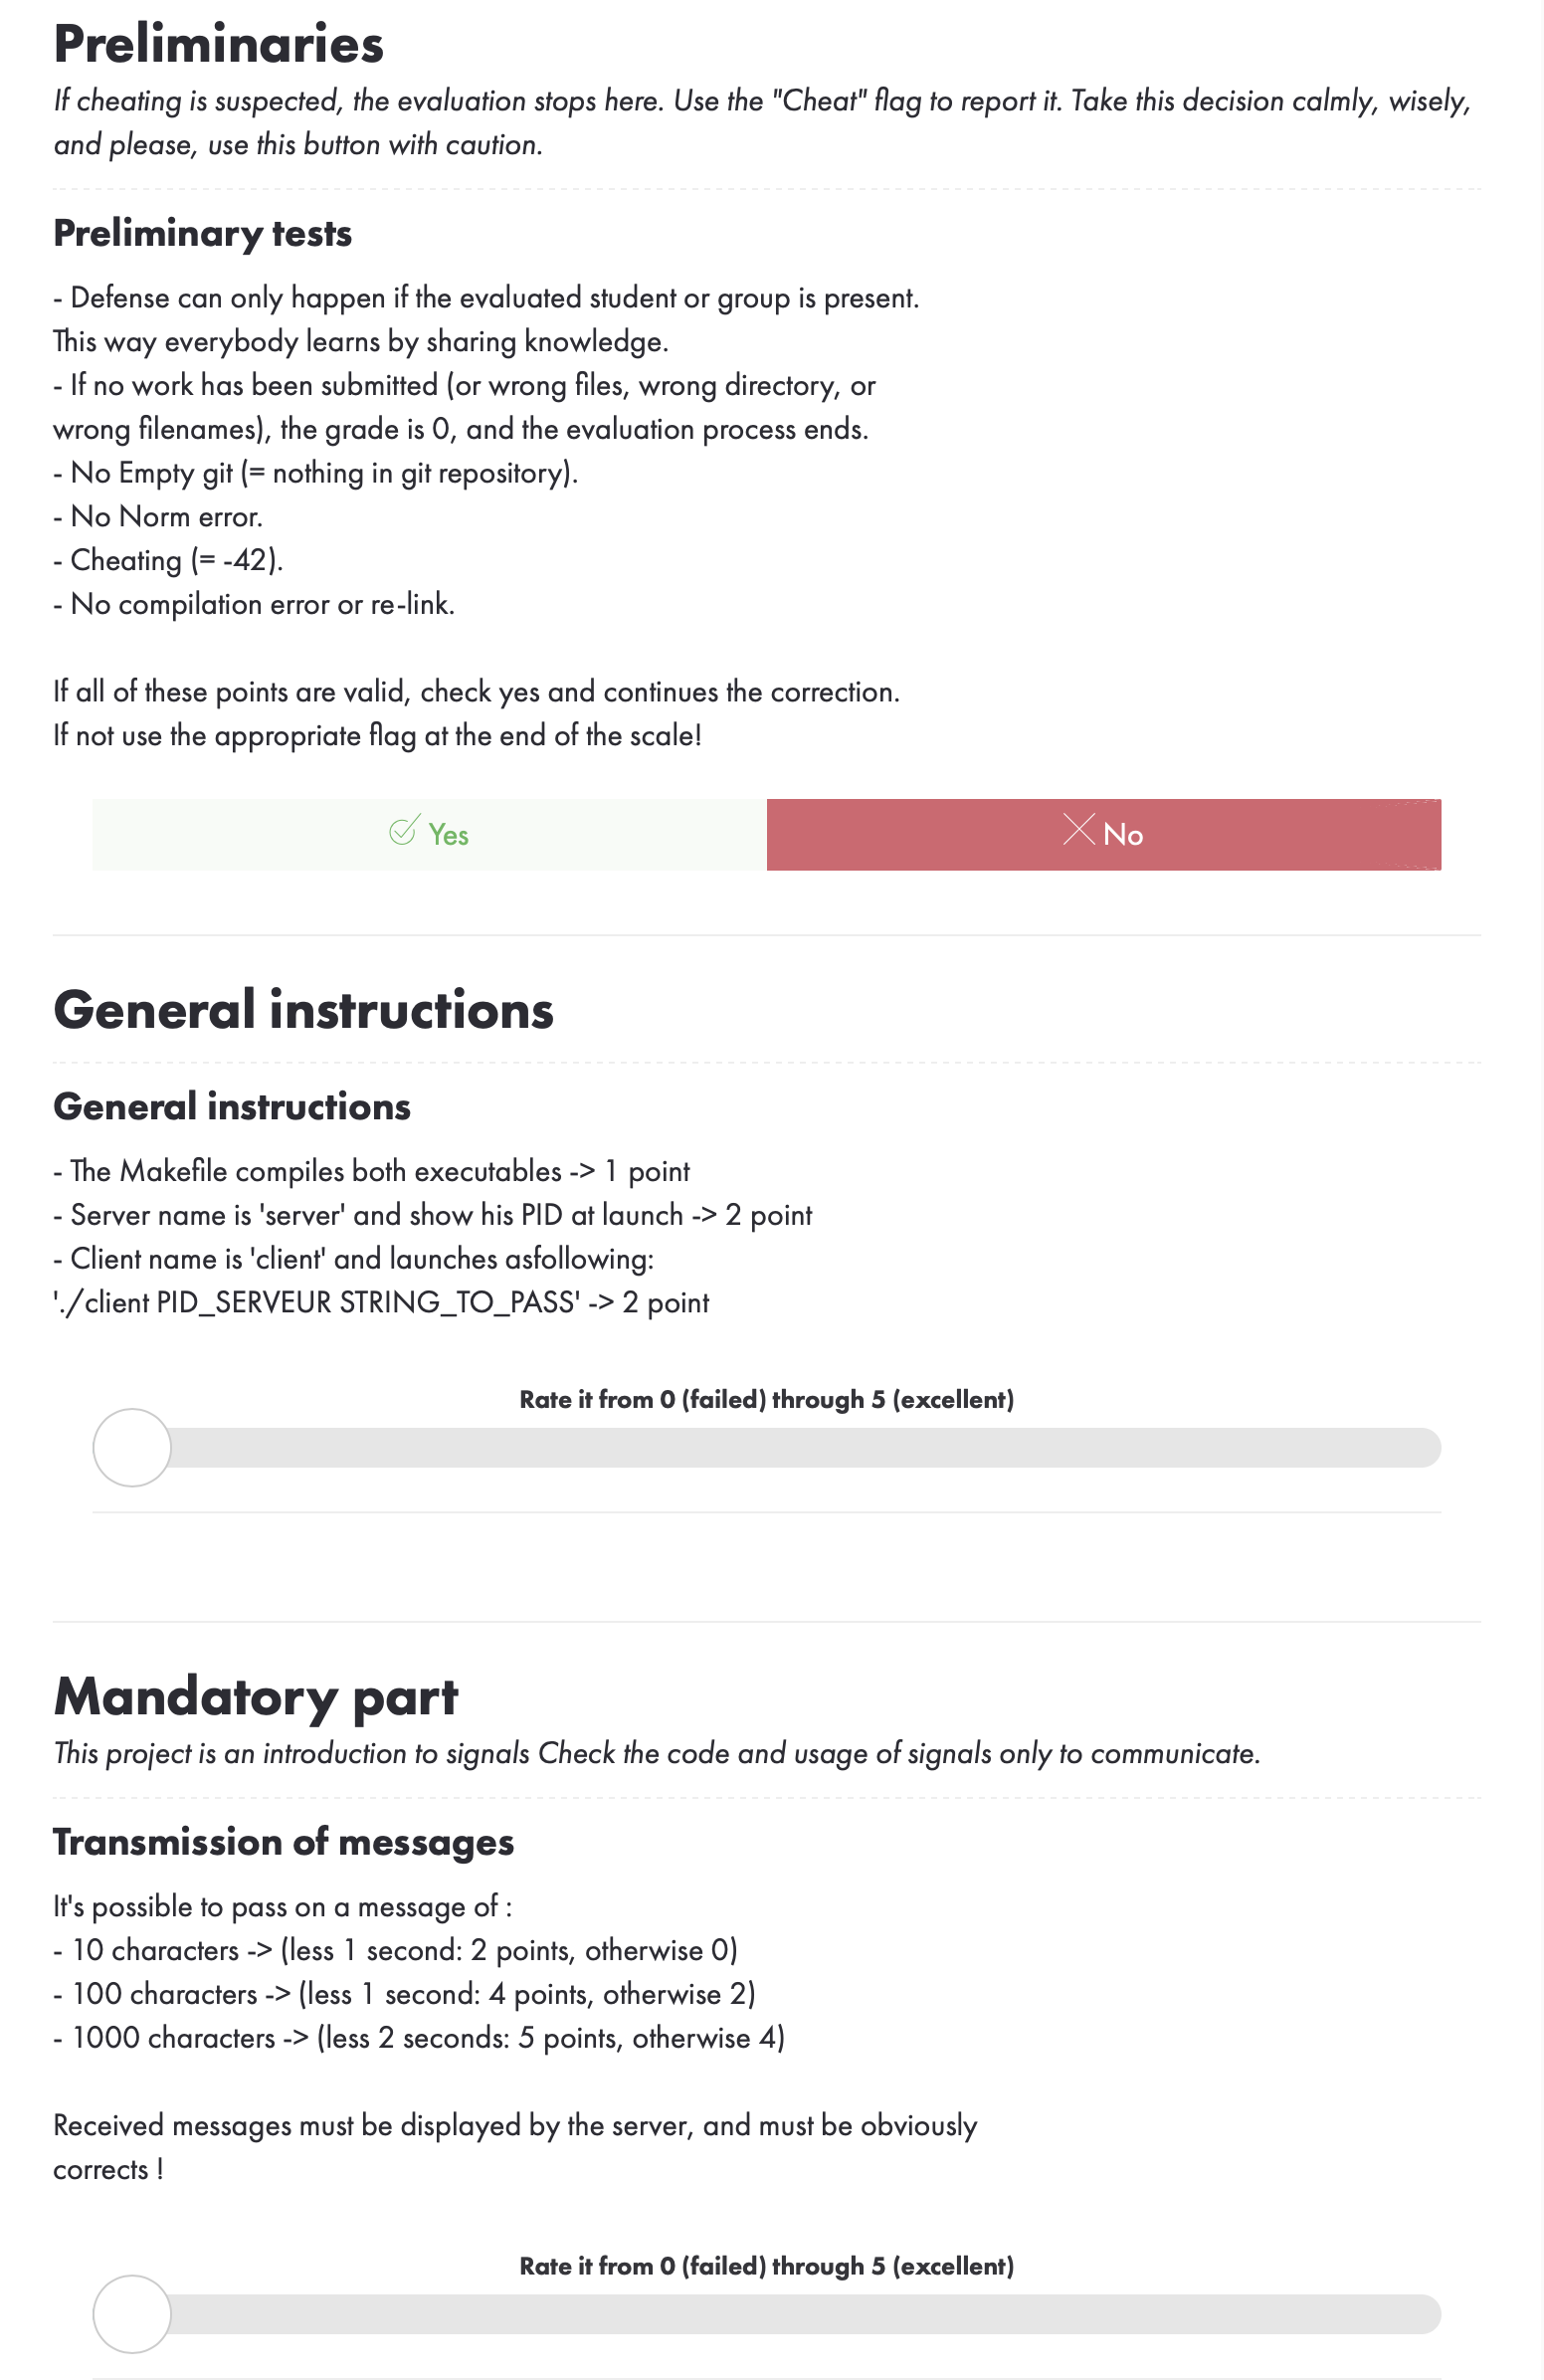 Preliminaries
If cheating is suspected, the evaluation stops here. Use the "Cheat" flag to report it. Take this decision calmly, wisely,
and please, use this button with caution.
Preliminary tests
- Defense can only happen if the evaluated student or group is present.
This way everybody learns by sharing knowledge.
- If no work has been submitted (or wrong files, wrong directory, or
wrong filenames), the grade is 0, and the evaluation process ends.
- No Empty git (= nothing in git repository).
- No Norm error.
- Cheating (= -42).
- No compilation error or re-link.
If all of these points are valid, check yes and continues the correction.
If not use the appropriate flag at the end of the scale!
Yes
No
General instructions
General instructions
- The Makefile compiles both executables -> 1 point
- Server name is 'server' and show his PID at launch -> 2 point
- Client name is 'client' and launches asfollowing:
'./client PID_SERVEUR STRING_TO_PASS' -> 2 point
Rate it from 0 (failed) through 5 (excellent)
Mandatory part
This project is an introduction to signals Check the code and usage of signals only to communicate.
Transmission of messages
It's possible to pass on a message of :
- 10 characters -> (less 1 second: 2 points, otherwise 0)
- 100 characters -> (less 1 second: 4 points, otherwise 2)
- 1000 characters -> (less 2 seconds: 5 points, otherwise 4)
Received messages must be displayed by the server, and must be obviously
corrects !
Rate it from 0 (failed) through 5 (excellent)